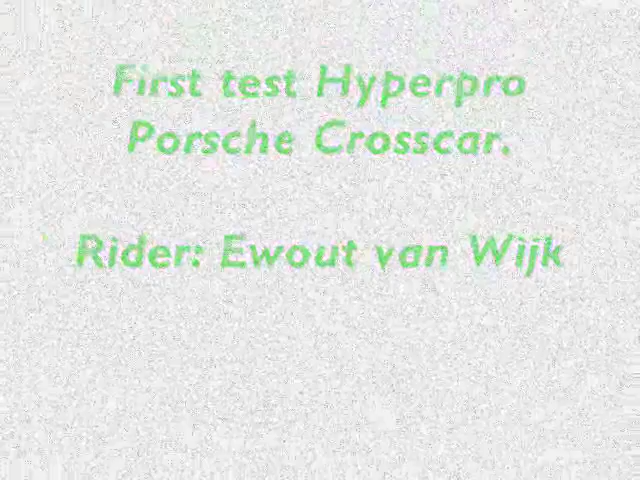 First test Hyperpro
Porsche Crosscar.
Rider: Ewout van Wijk